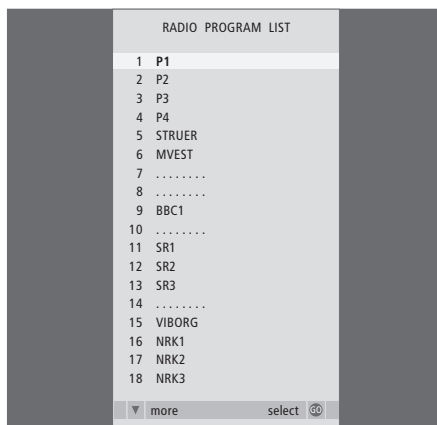 RADIO PROGRAM LIST
1 P1
2 P2
3 P3
4 P4
5 STRUER
6 MVEST
7 ........
8 ........
9 BBC1
10 ........
11 SR1
12 SR2
13 SR3
14 ........
15 VIBORG
16 NRK1
17 NRK2
18 NRK3
▼ more select GO